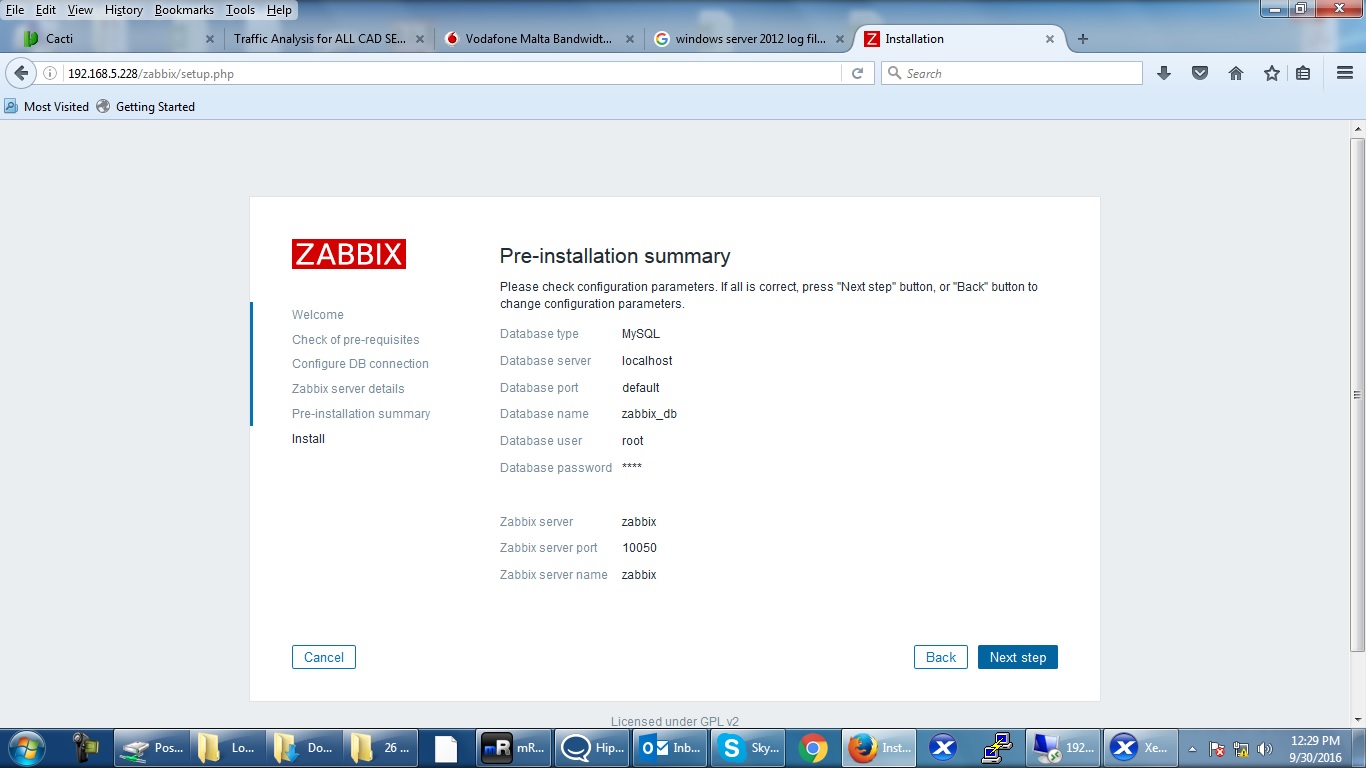 File Edit View History Bookmarks Tools Help
Cacti
Traffic Analysis for ALL CAD SE...
Vodafone Malta Bandwidt...
windows server 2012 log fil...
Z Installation
192.168.5.228/zabbix/setup.php
Search
Most Visited Getting Started
ZABBIX
Welcome
Check of pre-requisites
Configure DB connection
Zabbix server details
Pre-installation summary
Install
Pre-installation summary
Please check configuration parameters. If all is correct, press "Next step" button, or "Back" button to
change configuration parameters.
Database type MySQL
Database server localhost
Database port default
Database name zabbix_db
Database user root
Database password ****
Zabbix server zabbix
Zabbix server port 10050
Zabbix server name zabbix
Cancel
Back
Next step
Licensed under GPL v2
Pos...
Lo...
Do...
26 ...
mR mR...
Hip...
Inb...
S Sky...
Inst...
X
192...
X Xe...
12:29 PM
9/30/2016